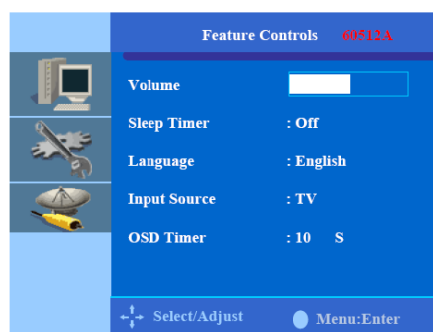 Feature Controls 60512A
Volume
Sleep Timer : Off
Language : English
Input Source : TV
OSD Timer : 10 S
Select/Adjust Menu:Enter